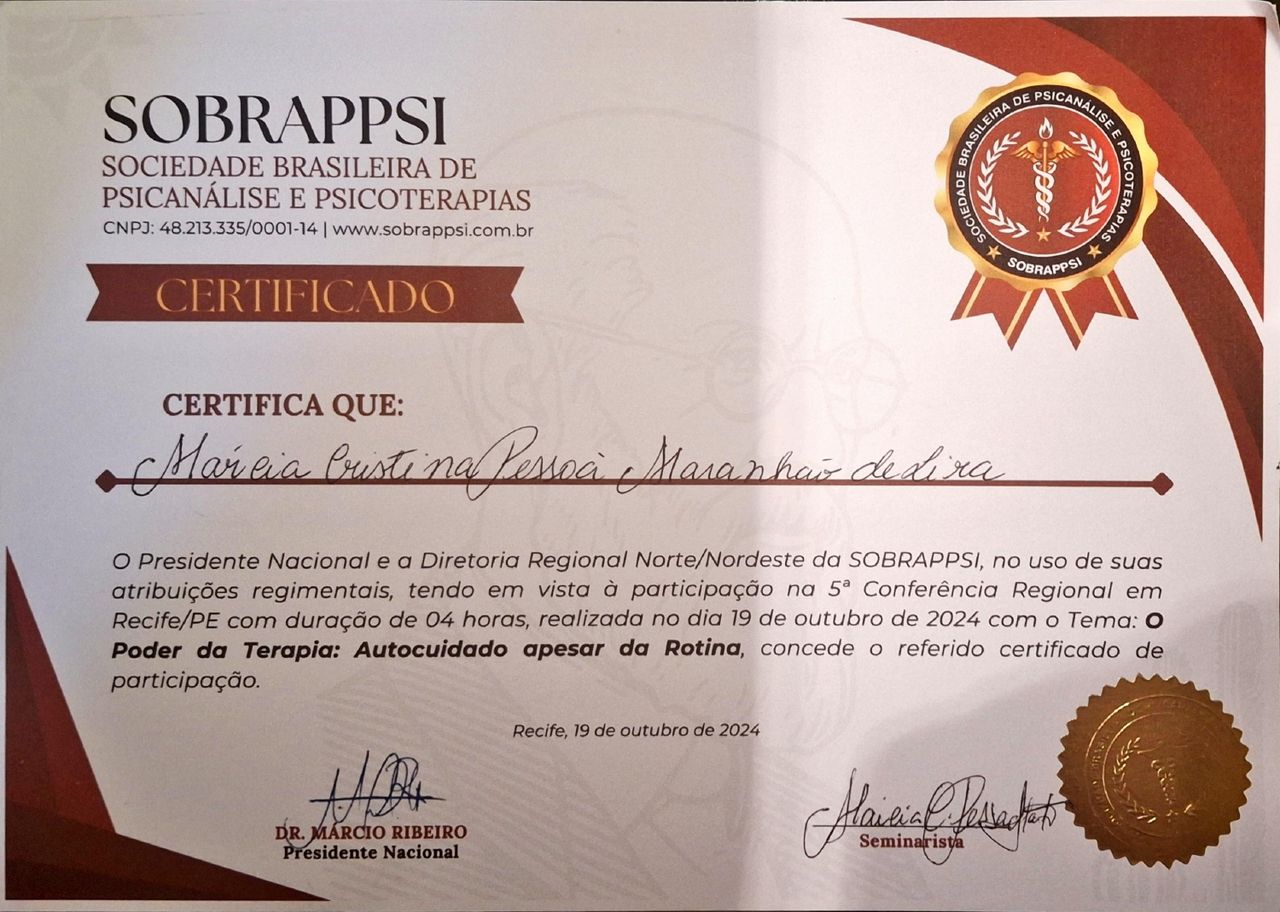 SOBRAPPSI
SOCIEDADE BRASILEIRA DE
PSICANÁLISE E PSICOTERAPIAS
CNPJ: 48.213.335/0001-14 | www.sobrappsi.com.br
SOCIEDADE BRASILEIRA DE PSICANÁLISE E PSICOTERAPIAS
SOBRAPPSI
CERTIFICADO
CERTIFICA QUE:
Márcia Cristina Pessoa Maranhão de Lira
O Presidente Nacional e a Diretoria Regional Norte/Nordeste da SOBRAPPSI, no uso de suas
atribuições regimentais, tendo em vista à participação na 5ª Conferência Regional em
Recife/PE com duração de 04 horas, realizada no dia 19 de outubro de 2024 com o Tema: O
Poder da Terapia: Autocuidado apesar da Rotina, concede o referido certificado de
participação.
Recife, 19 de outubro de 2024
DR. MÁRCIO RIBEIRO
Presidente Nacional
Seminarista